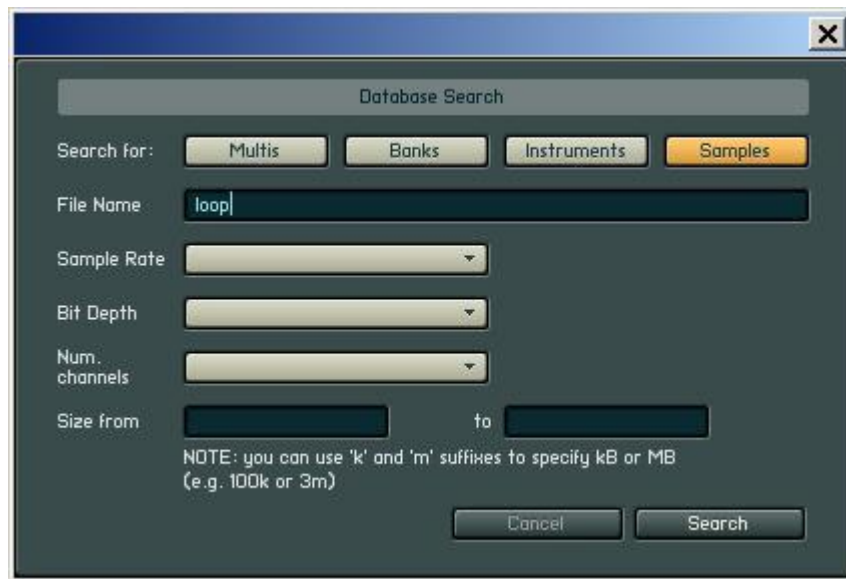 Database Search
Search for: Multis Banks Instruments Samples
File Name loop
Sample Rate
Bit Depth
Num.
channels
Size from to
NOTE: you can use 'k' and 'm' suffixes to specify kB or MB
(e.g. 100k or 3m)
Cancel Search